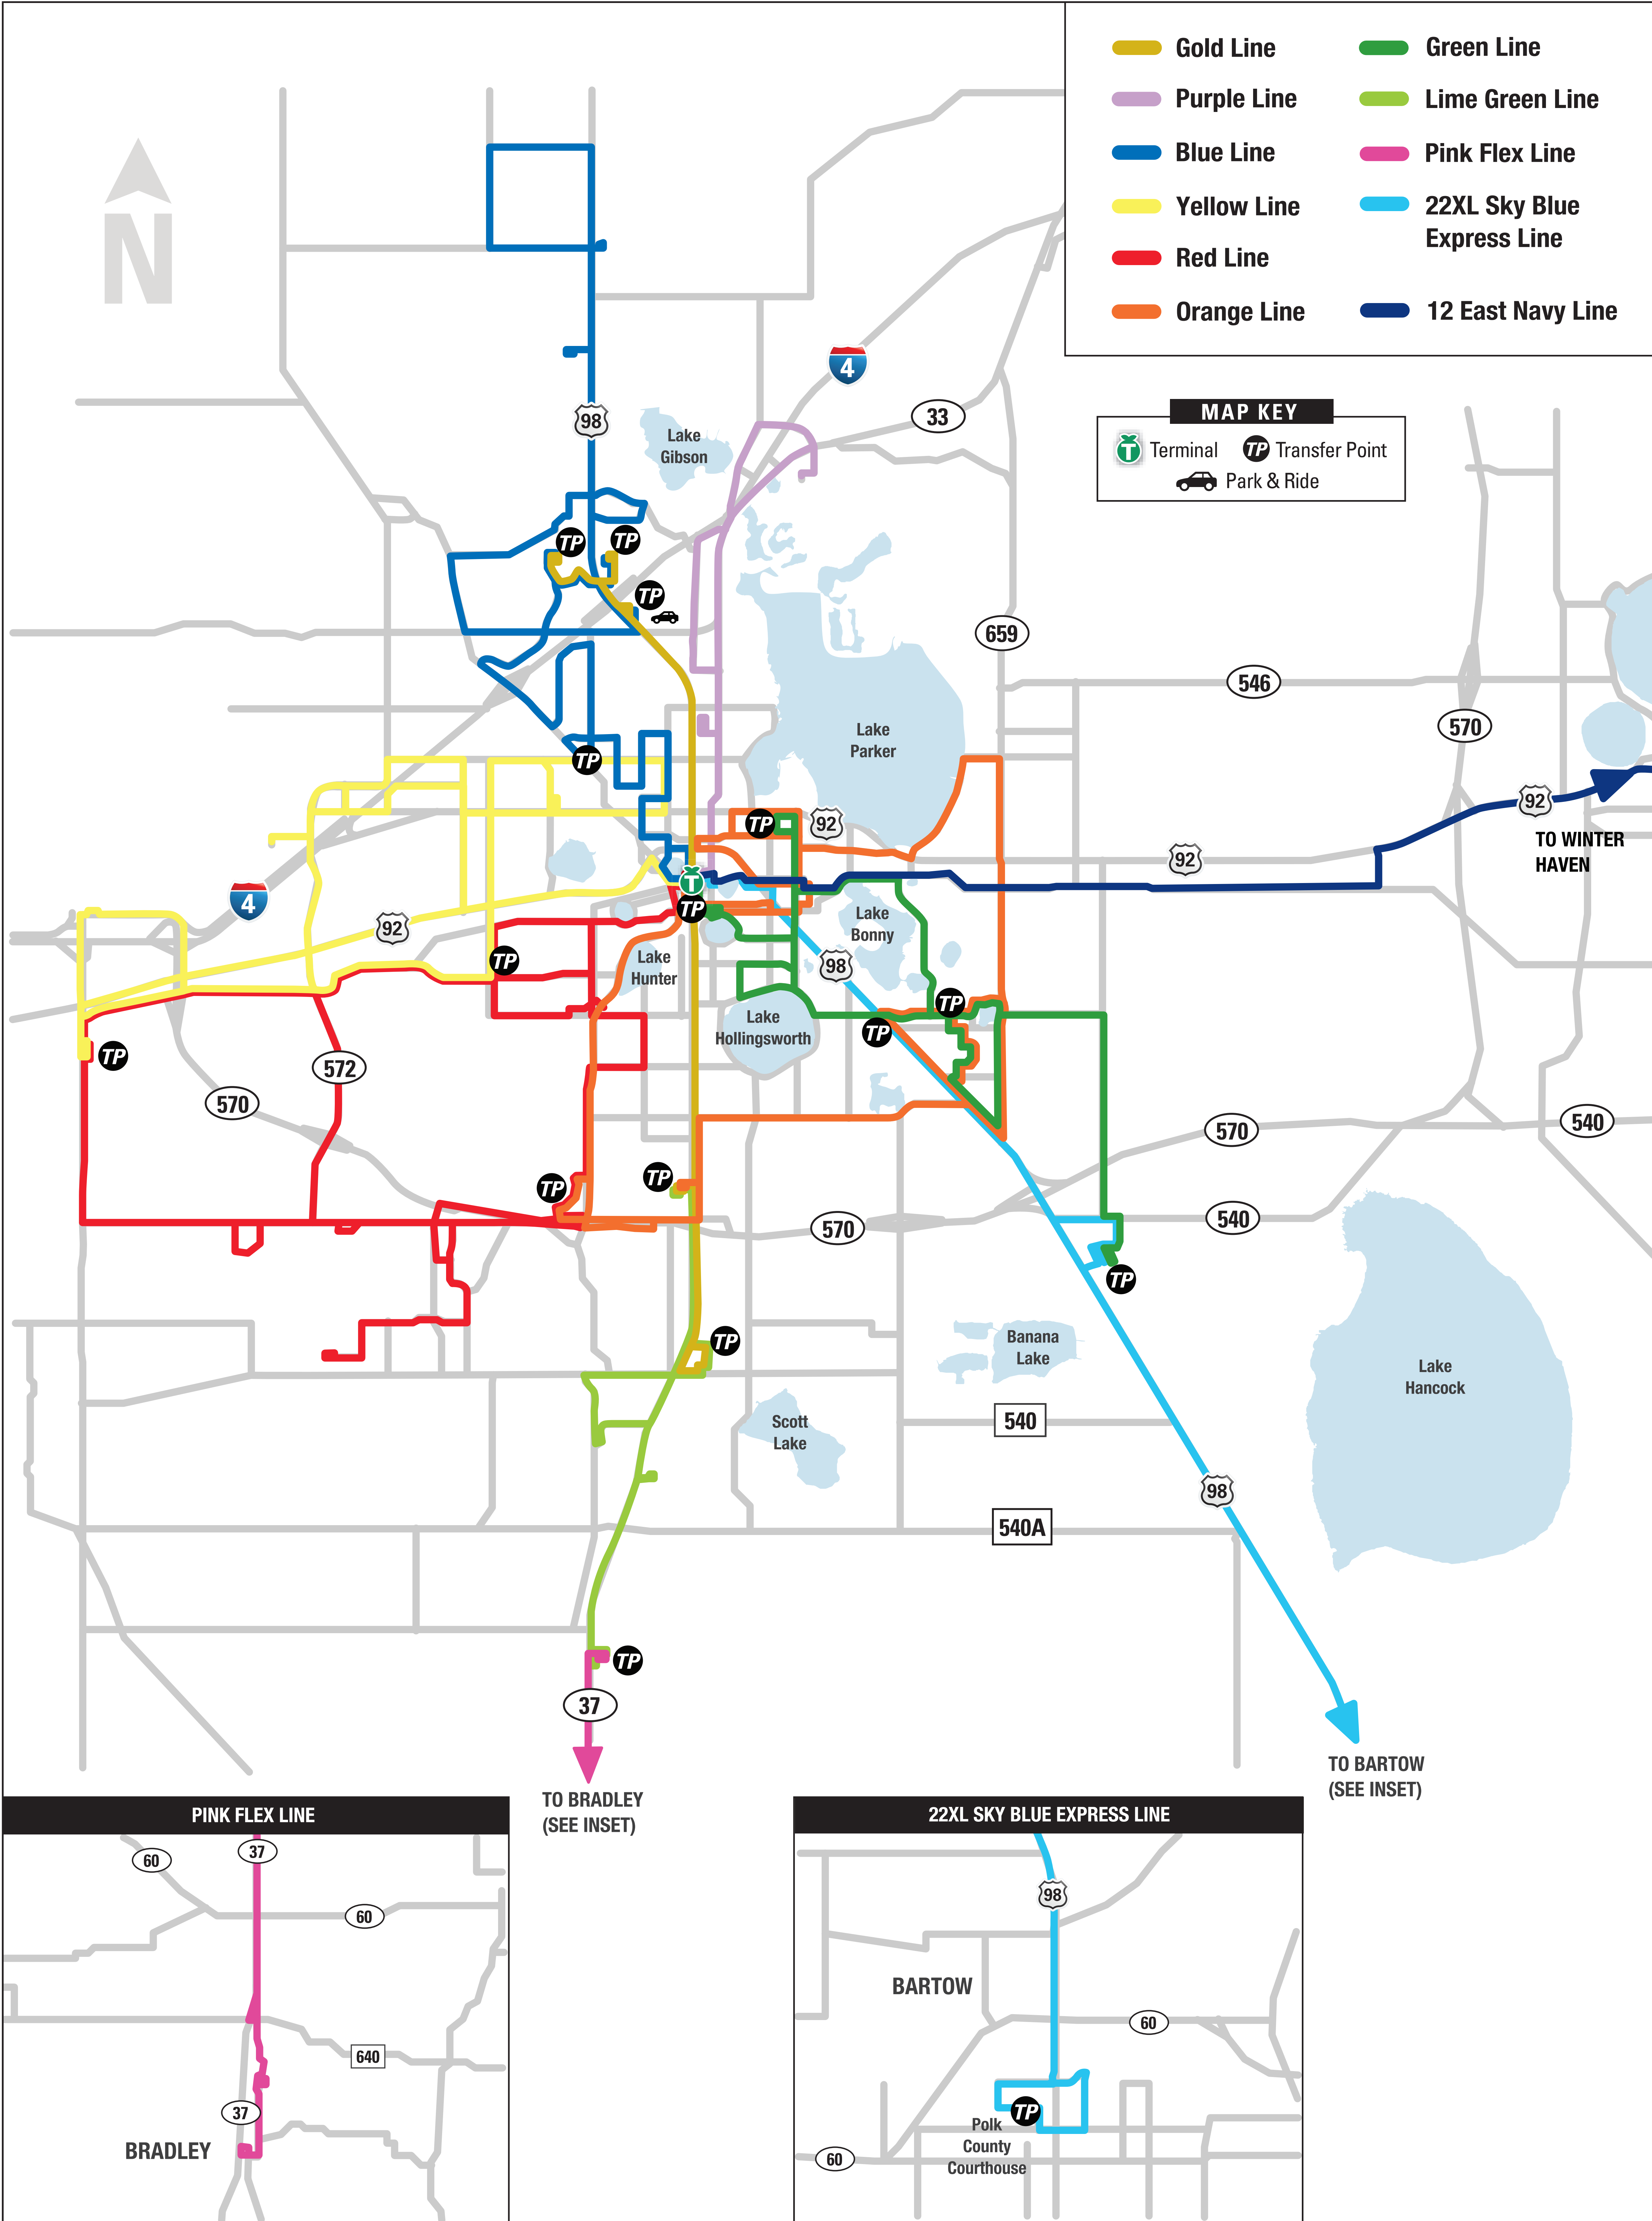 Gold Line
Purple Line
Blue Line
Yellow Line
Red Line
Orange Line
Green Line
Lime Green Line
Pink Flex Line
22XL Sky Blue
Express Line
12 East Navy Line
MAP KEY
T Terminal
TP Transfer Point
Park & Ride
N
4
33
98
Lake
Gibson
TP
TP
TP
659
546
570
Lake
Parker
TP
TP
92
92
92
TO WINTER
HAVEN
4
T
TP
92
Lake
Bonny
TP
Lake
Hunter
98
TP
Lake
Hollingsworth
TP
TP
572
570
570
540
TP
TP
570
540
TP
TP
Banana
Lake
Lake
Hancock
Scott
Lake
540
98
540A
TP
37
TO BRADLEY
(SEE INSET)
TO BARTOW
(SEE INSET)
PINK FLEX LINE
60
37
60
640
37
BRADLEY
22XL SKY BLUE EXPRESS LINE
98
BARTOW
60
TP
Polk
County
Courthouse
60